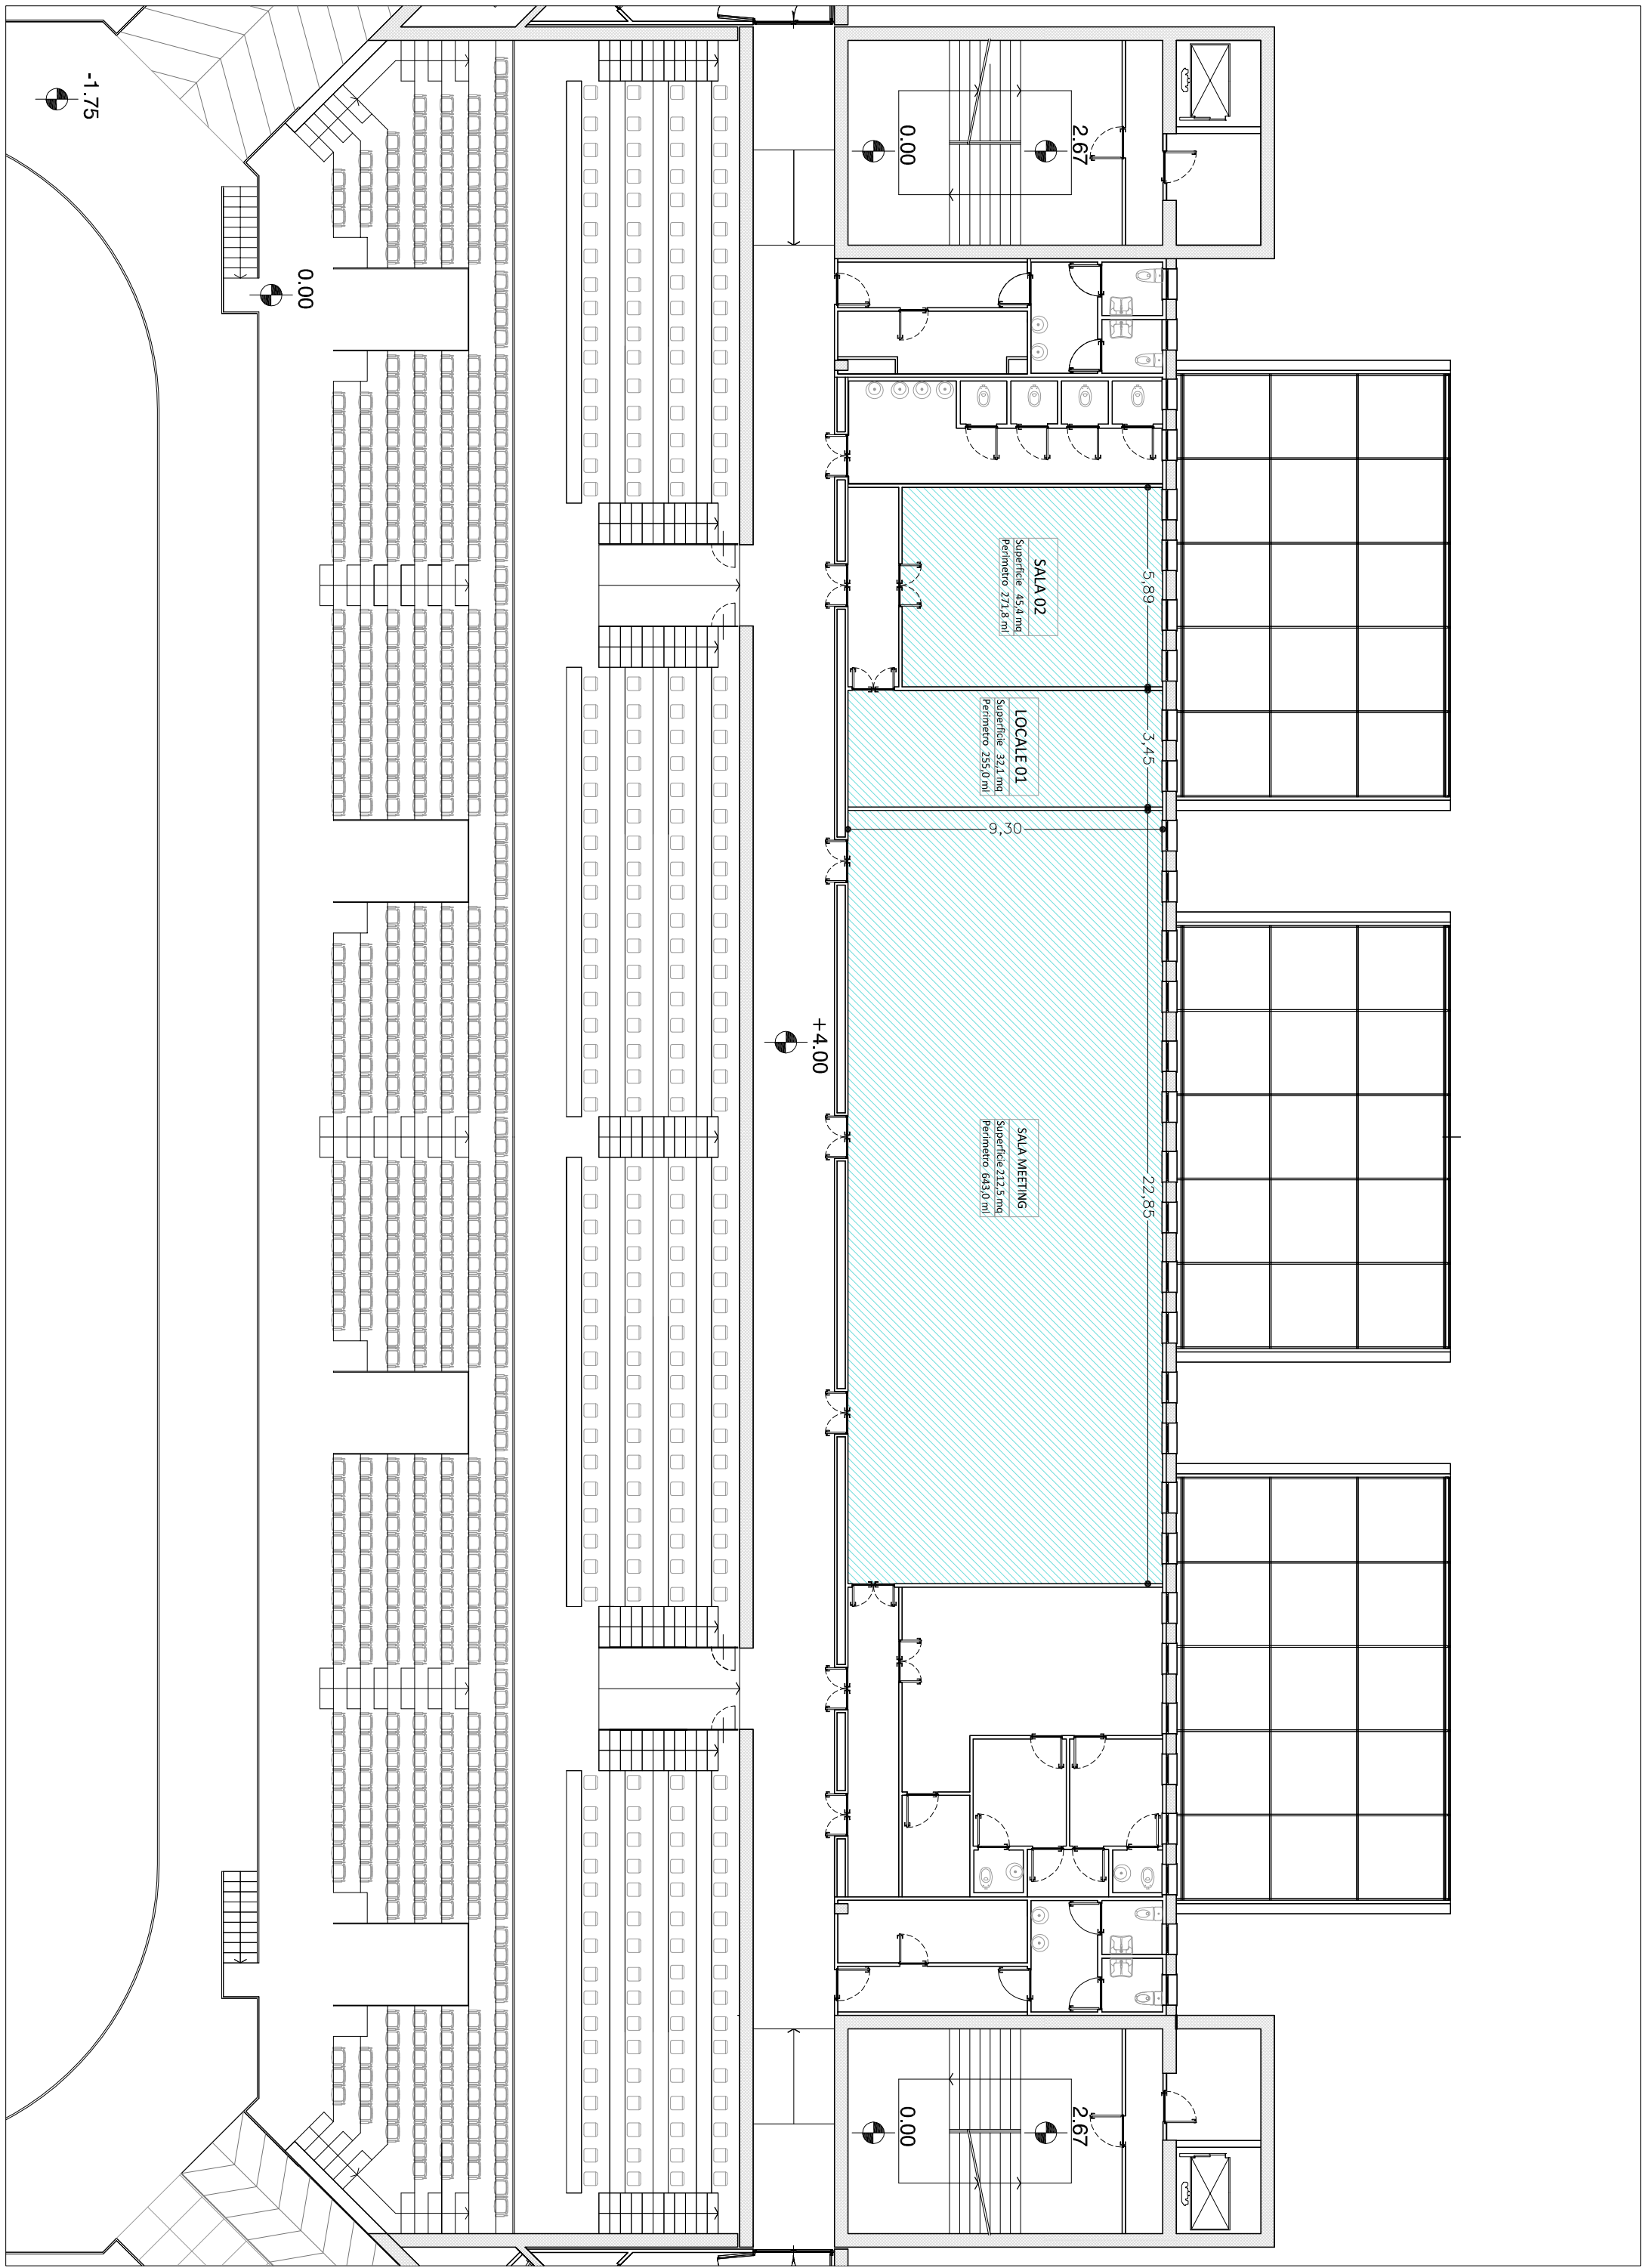 -1.75
0.00
0.00
2.67
SALA 02
Superficie 45,4 mq
Perimetro 271,8 ml
5,89
LOCALE 01
Superficie 32,1 mq
Perimetro 255,0 ml
3,45
9,30
+4.00
SALA MEETING
Superficie 212,5 mq
Perimetro 643,0 ml
22,85
0.00
2.67